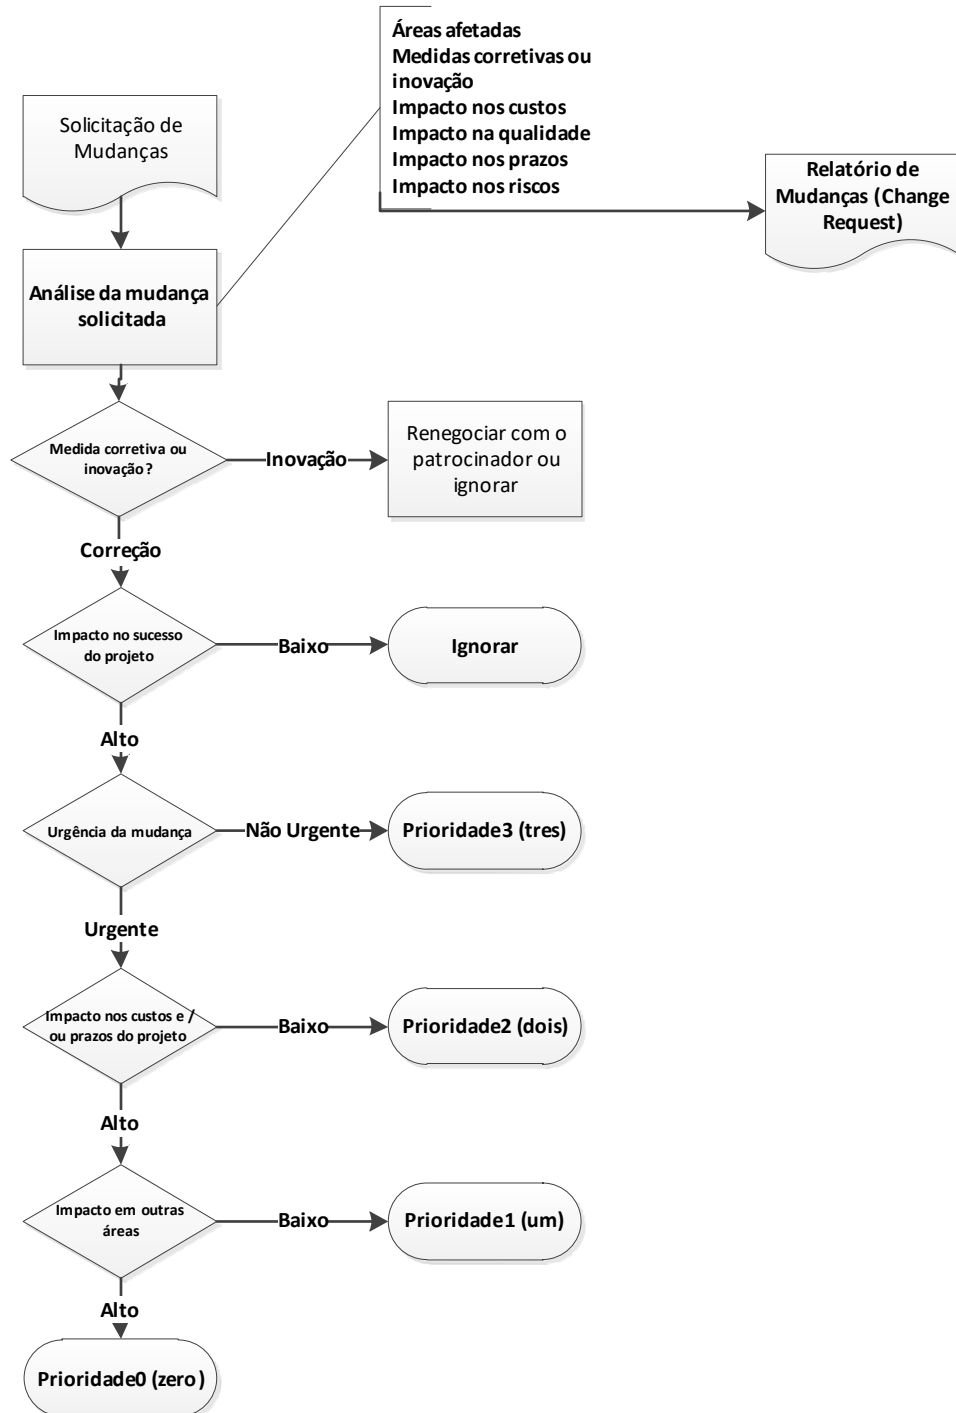 Áreas afetadas
Medidas corretivas ou
inovação
Impacto nos custos
Impacto na qualidade
Impacto nos prazos
Impacto nos riscos
Solicitação de
Mudanças
Relatório de
Mudanças (Change
Request)
Análise da mudança
solicitada
Medida corretiva ou
inovação?
Inovação
Renegociar com o
patrocinador ou
ignorar
Correção
Impacto no sucesso
do projeto
Baixo
Ignorar
Alto
Urgência da mudança
Não Urgente
Prioridade3 (tres)
Urgente
Impacto nos custos e /
ou prazos do projeto
Baixo
Prioridade2 (dois)
Alto
Impacto em outras
áreas
Baixo
Prioridade1 (um)
Alto
Prioridade0 (zero)